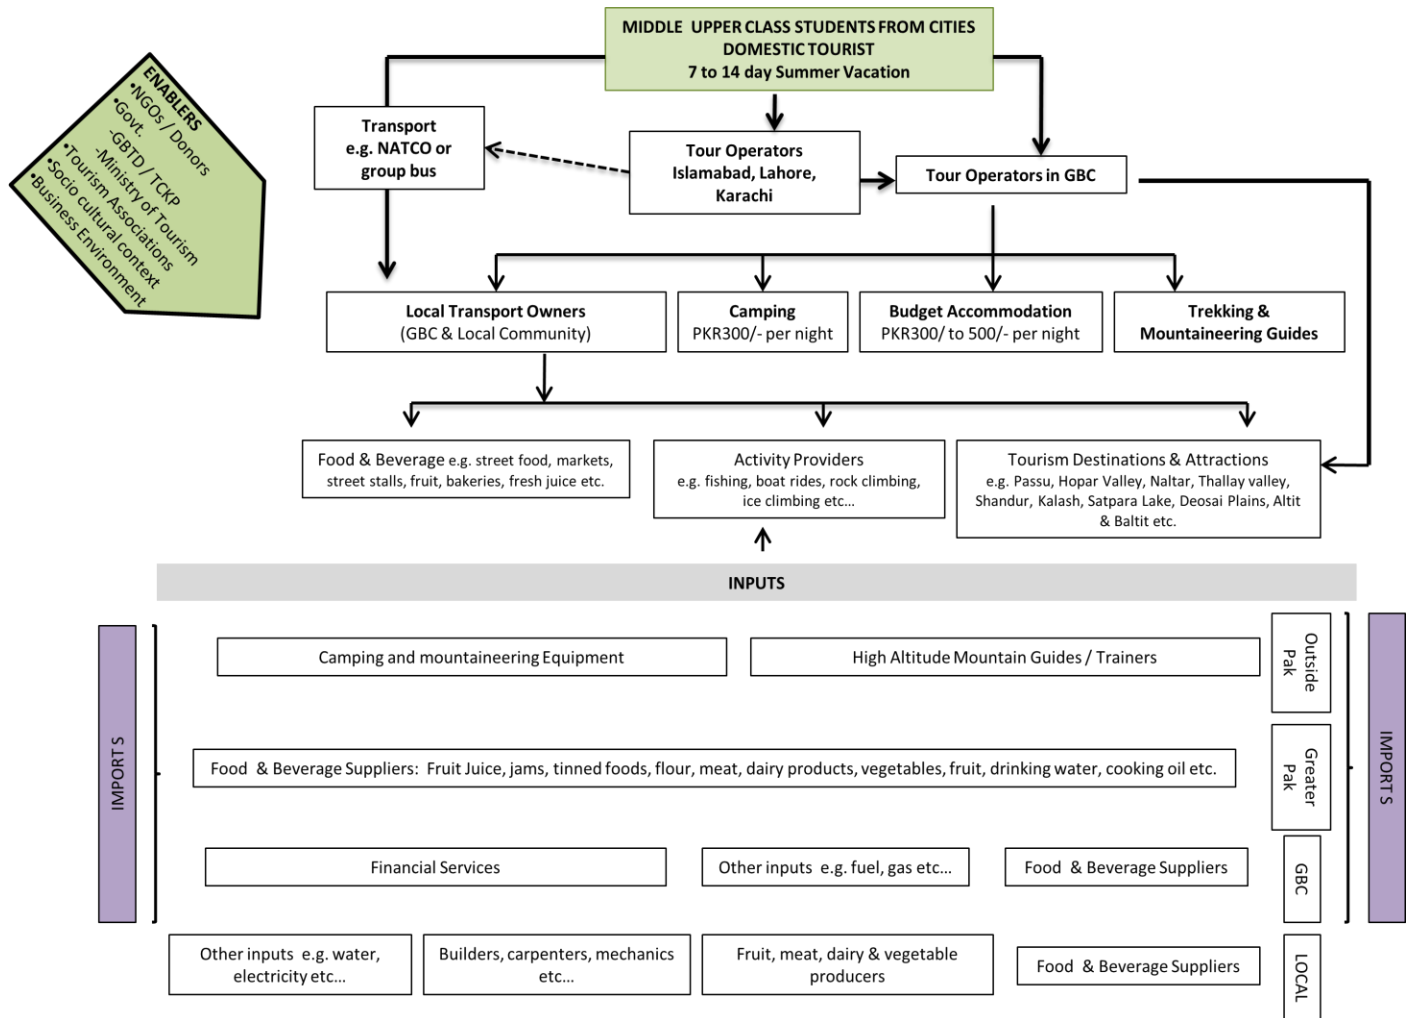 MIDDLE UPPER CLASS STUDENTS FROM CITIES
DOMESTIC TOURIST
7 to 14 day Summer Vacation
ENABLERS
•NGOs / Donors
•Govt.
-GBTD / TCKP
-Ministry of Tourism
•Tourism Associations
•Socio cultural context
•Business Environment
Transport
e.g. NATCO or
group bus
Tour Operators
Islamabad, Lahore,
Karachi
Tour Operators in GBC
Local Transport Owners
(GBC & Local Community)
Camping
PKR300/- per night
Budget Accommodation
PKR300/ to 500/- per night
Trekking &
Mountaineering Guides
Food & Beverage e.g. street food, markets,
street stalls, fruit, bakeries, fresh juice etc.
Activity Providers
e.g. fishing, boat rides, rock climbing,
ice climbing etc…
Tourism Destinations & Attractions
e.g. Passu, Hopar Valley, Naltar, Thallay valley,
Shandur, Kalash, Satpara Lake, Deosai Plains, Altit
& Baltit etc.
INPUTS
IMPORT S
Camping and mountaineering Equipment
High Altitude Mountain Guides / Trainers
Outside
Pak
IMPORT S
Food & Beverage Suppliers: Fruit Juice, jams, tinned foods, flour, meat, dairy products, vegetables, fruit, drinking water, cooking oil etc.
Greater
Pak
Financial Services
Other inputs e.g. fuel, gas etc…
Food & Beverage Suppliers
GBC
Other inputs e.g. water,
electricity etc…
Builders, carpenters, mechanics
etc…
Fruit, meat, dairy & vegetable
producers
Food & Beverage Suppliers
LOCAL